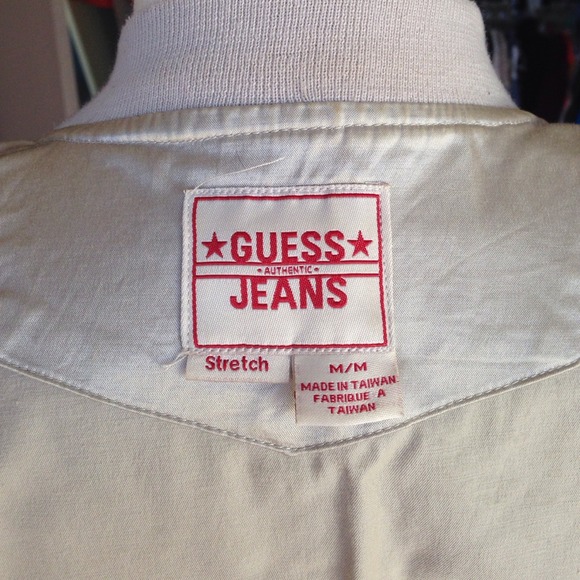 ★GUESS★
• AUTHENTIC •
JEANS
Stretch
M/M
MADE IN TAIWAN
FABRIQUE A
TAIWAN